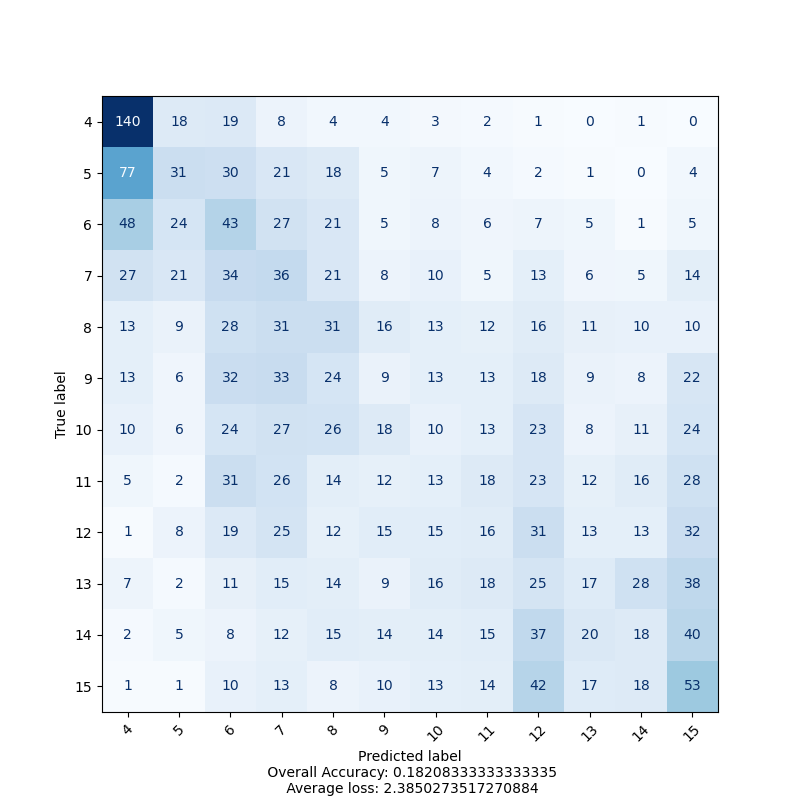 4 140 18 19 8 4 4 3 2 1 0 1 0
5 77 31 30 21 18 5 7 4 2 1 0 4
6 48 24 43 27 21 5 8 6 7 5 1 5
7 27 21 34 36 21 8 10 5 13 6 5 14
8 13 9 28 31 31 16 13 12 16 11 10 10
9 13 6 32 33 24 9 13 13 18 9 8 22
True label
10 10 6 24 27 26 18 10 13 23 8 11 24
11 5 2 31 26 14 12 13 18 23 12 16 28
12 1 8 19 25 12 15 15 16 31 13 13 32
13 7 2 11 15 14 9 16 18 25 17 28 38
14 2 5 8 12 15 14 14 15 37 20 18 40
15 1 1 10 13 8 10 13 14 42 17 18 53
4 5 6 7 8 9 10 11 12 13 14 15
Predicted label
Overall Accuracy: 0.18208333333333335
Average loss: 2.3850273517270884